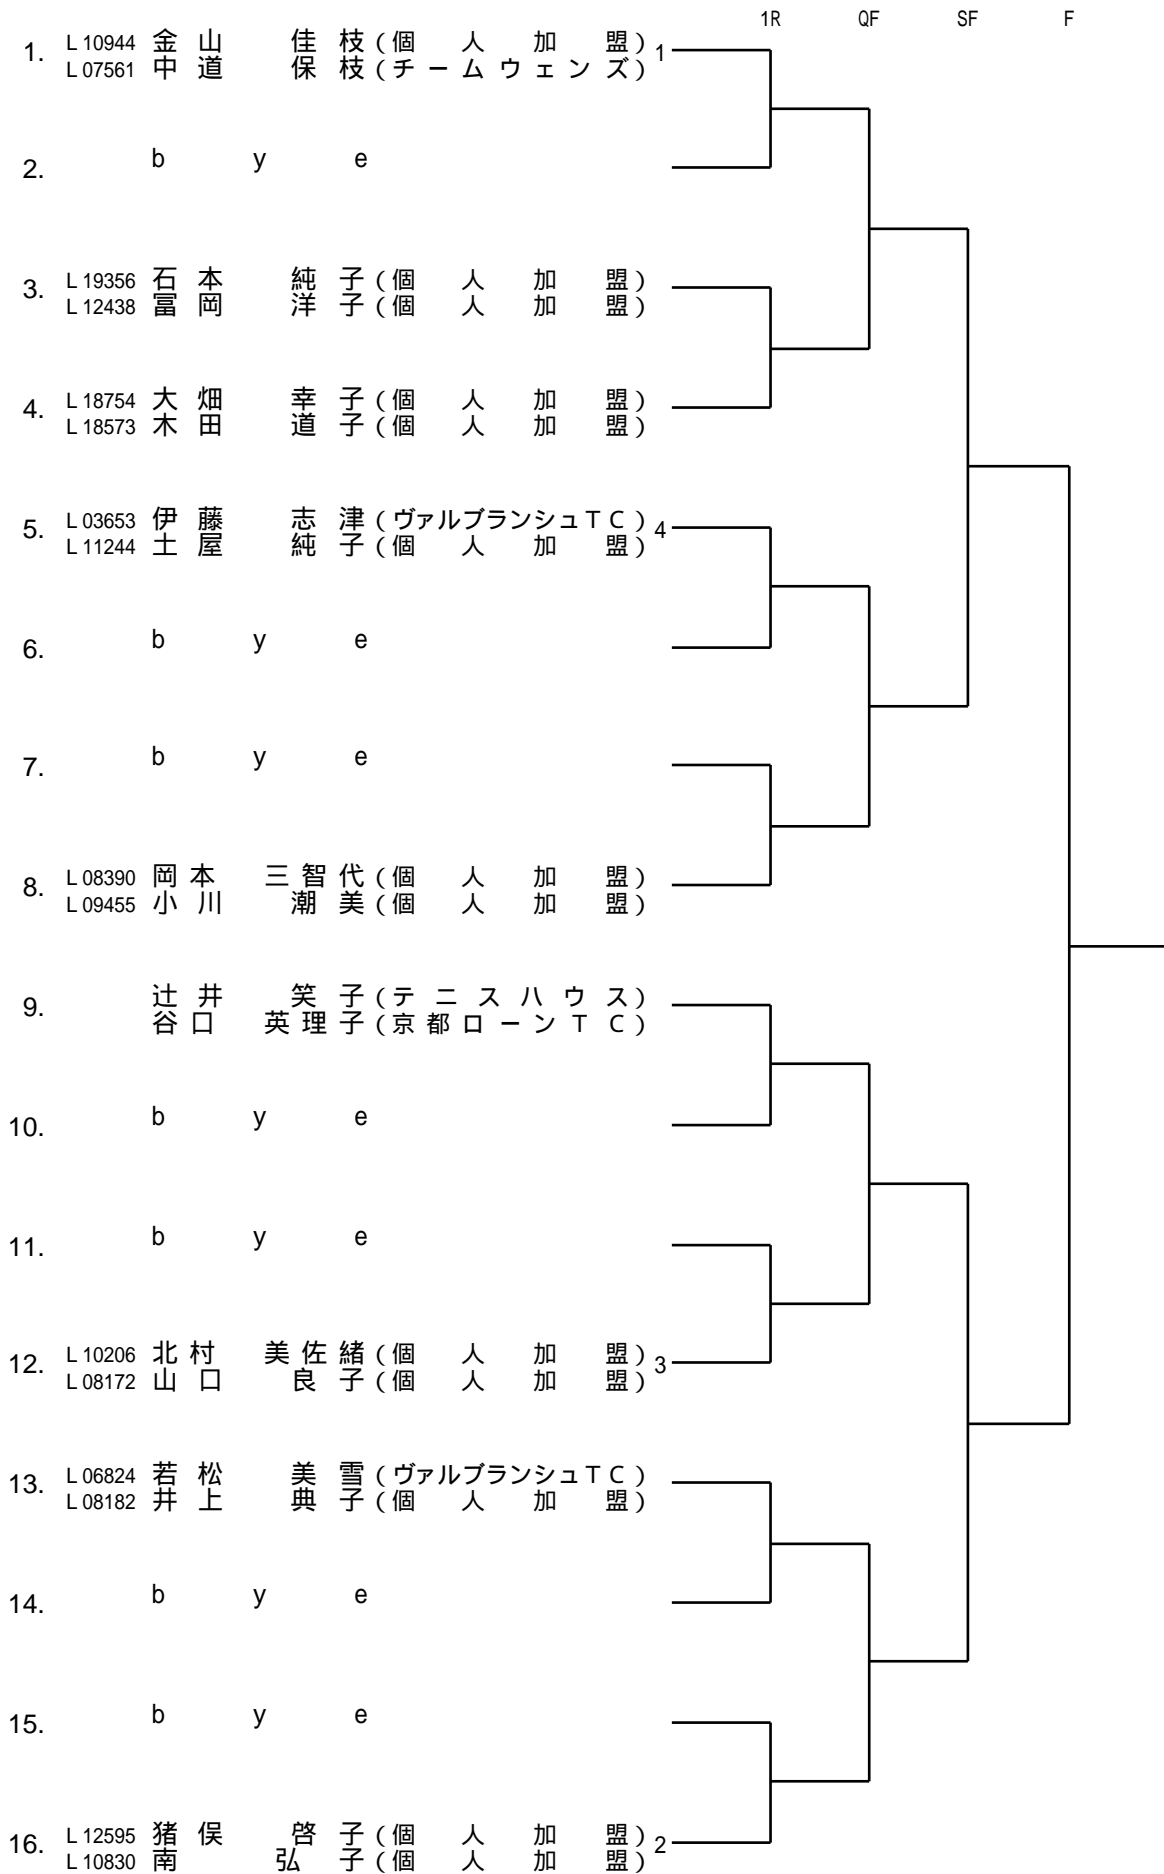 1R QF SF F
1. L 10944 金山 佳枝 (個人加盟) 1
L 07561 中道 保枝 (チームウェンズ)
2. bye
3. L 19356 石本 純子 (個人加盟)
L 12438 冨岡 洋子 (個人加盟)
4. L 18754 大畑 幸子 (個人加盟)
L 18573 木田 道子 (個人加盟)
5. L 03653 伊藤 志津 (ヴァルブランシュTC) 4
L 11244 土屋 純子 (個人加盟)
6. bye
7. bye
8. L 08390 岡本 三智代 (個人加盟)
L 09455 小川 潮美 (個人加盟)
9. 辻井 笑子 (テニスハウス)
谷口 英理子 (京都ローンTC)
10. bye
11. bye
12. L 10206 北村 美佐緒 (個人加盟) 3
L 08172 山口 良子 (個人加盟)
13. L 06824 若松 美雪 (ヴァルブランシュTC)
L 08182 井上 典子 (個人加盟)
14. bye
15. bye
16. L 12595 猪俣 啓子 (個人加盟) 2
L 10830 南 弘子 (個人加盟)